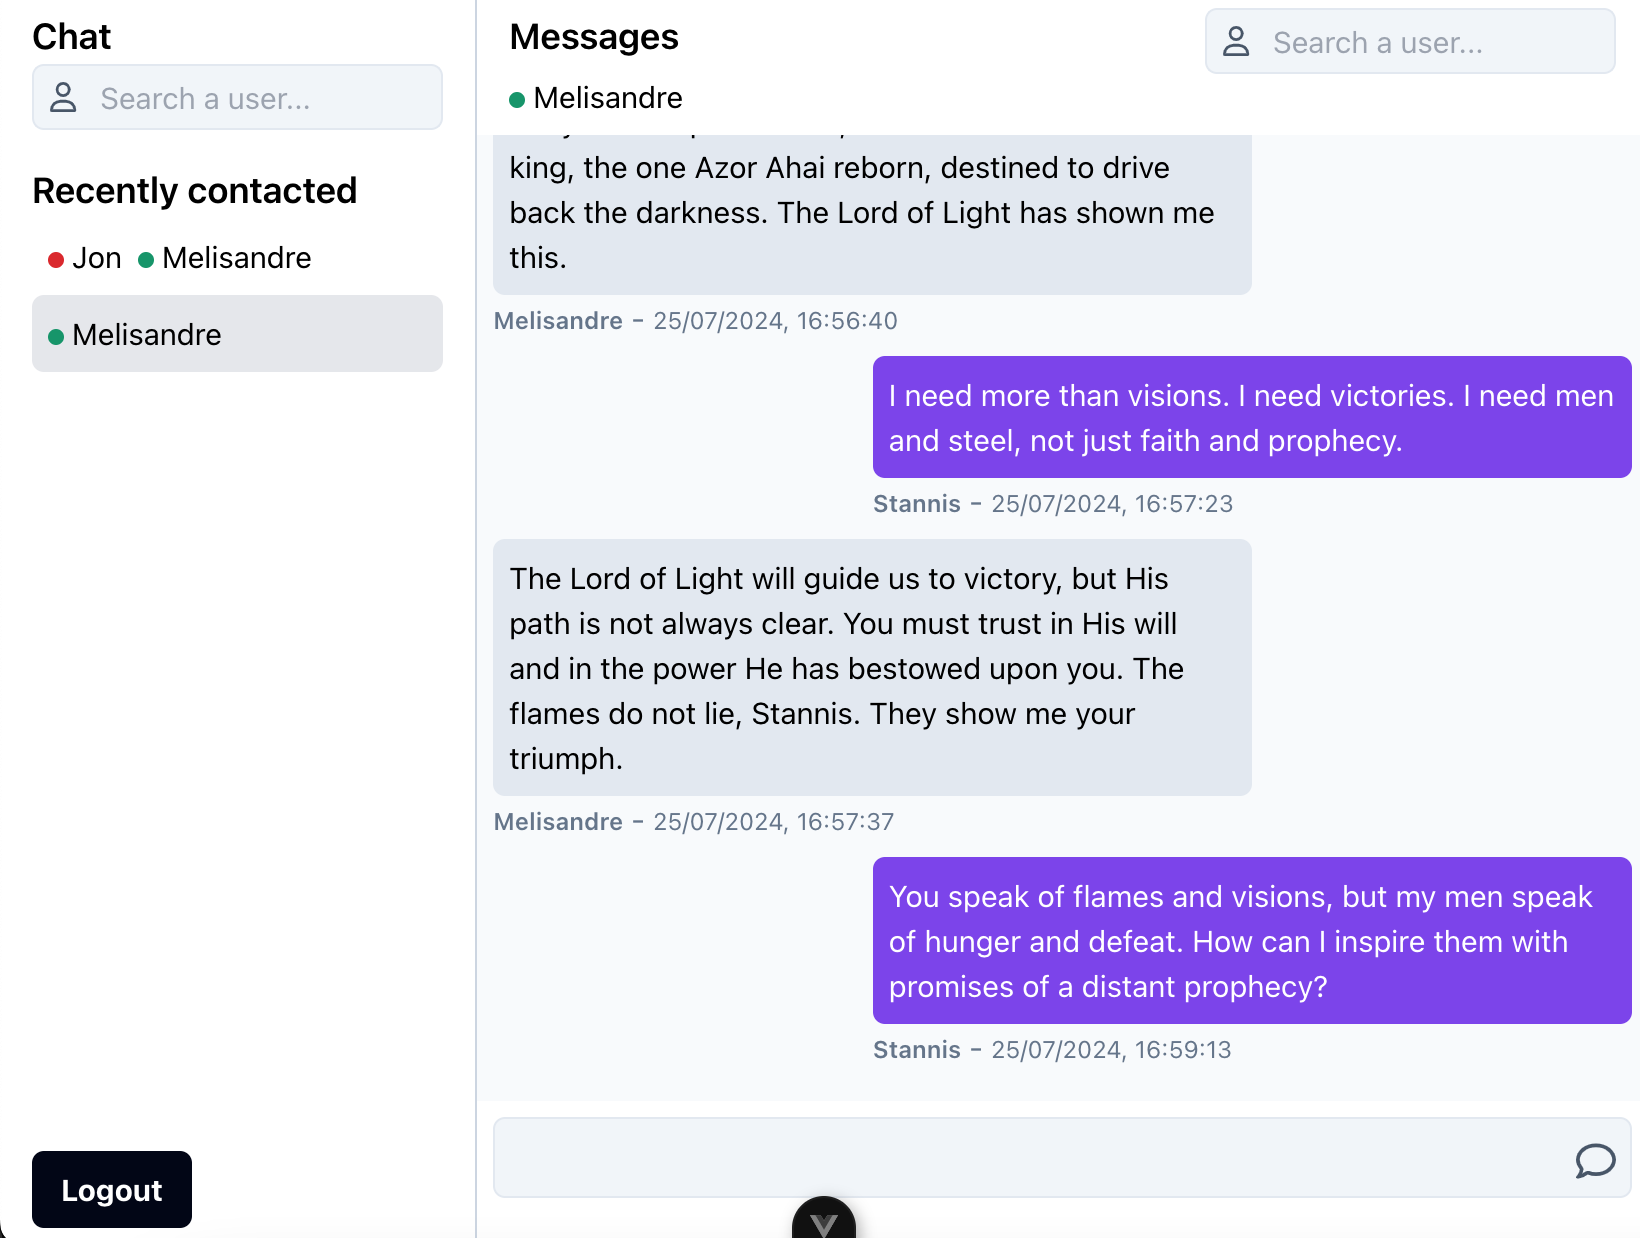 Chat
Search a user...
Recently contacted
Jon Melisandre
Melisandre
Logout
Messages
Search a user...
Melisandre
king, the one Azor Ahai reborn, destined to drive
back the darkness. The Lord of Light has shown me
this.
Melisandre – 25/07/2024, 16:56:40
I need more than visions. I need victories. I need men
and steel, not just faith and prophecy.
Stannis – 25/07/2024, 16:57:23
The Lord of Light will guide us to victory, but His
path is not always clear. You must trust in His will
and in the power He has bestowed upon you. The
flames do not lie, Stannis. They show me your
triumph.
Melisandre – 25/07/2024, 16:57:37
You speak of flames and visions, but my men speak
of hunger and defeat. How can I inspire them with
promises of a distant prophecy?
Stannis – 25/07/2024, 16:59:13